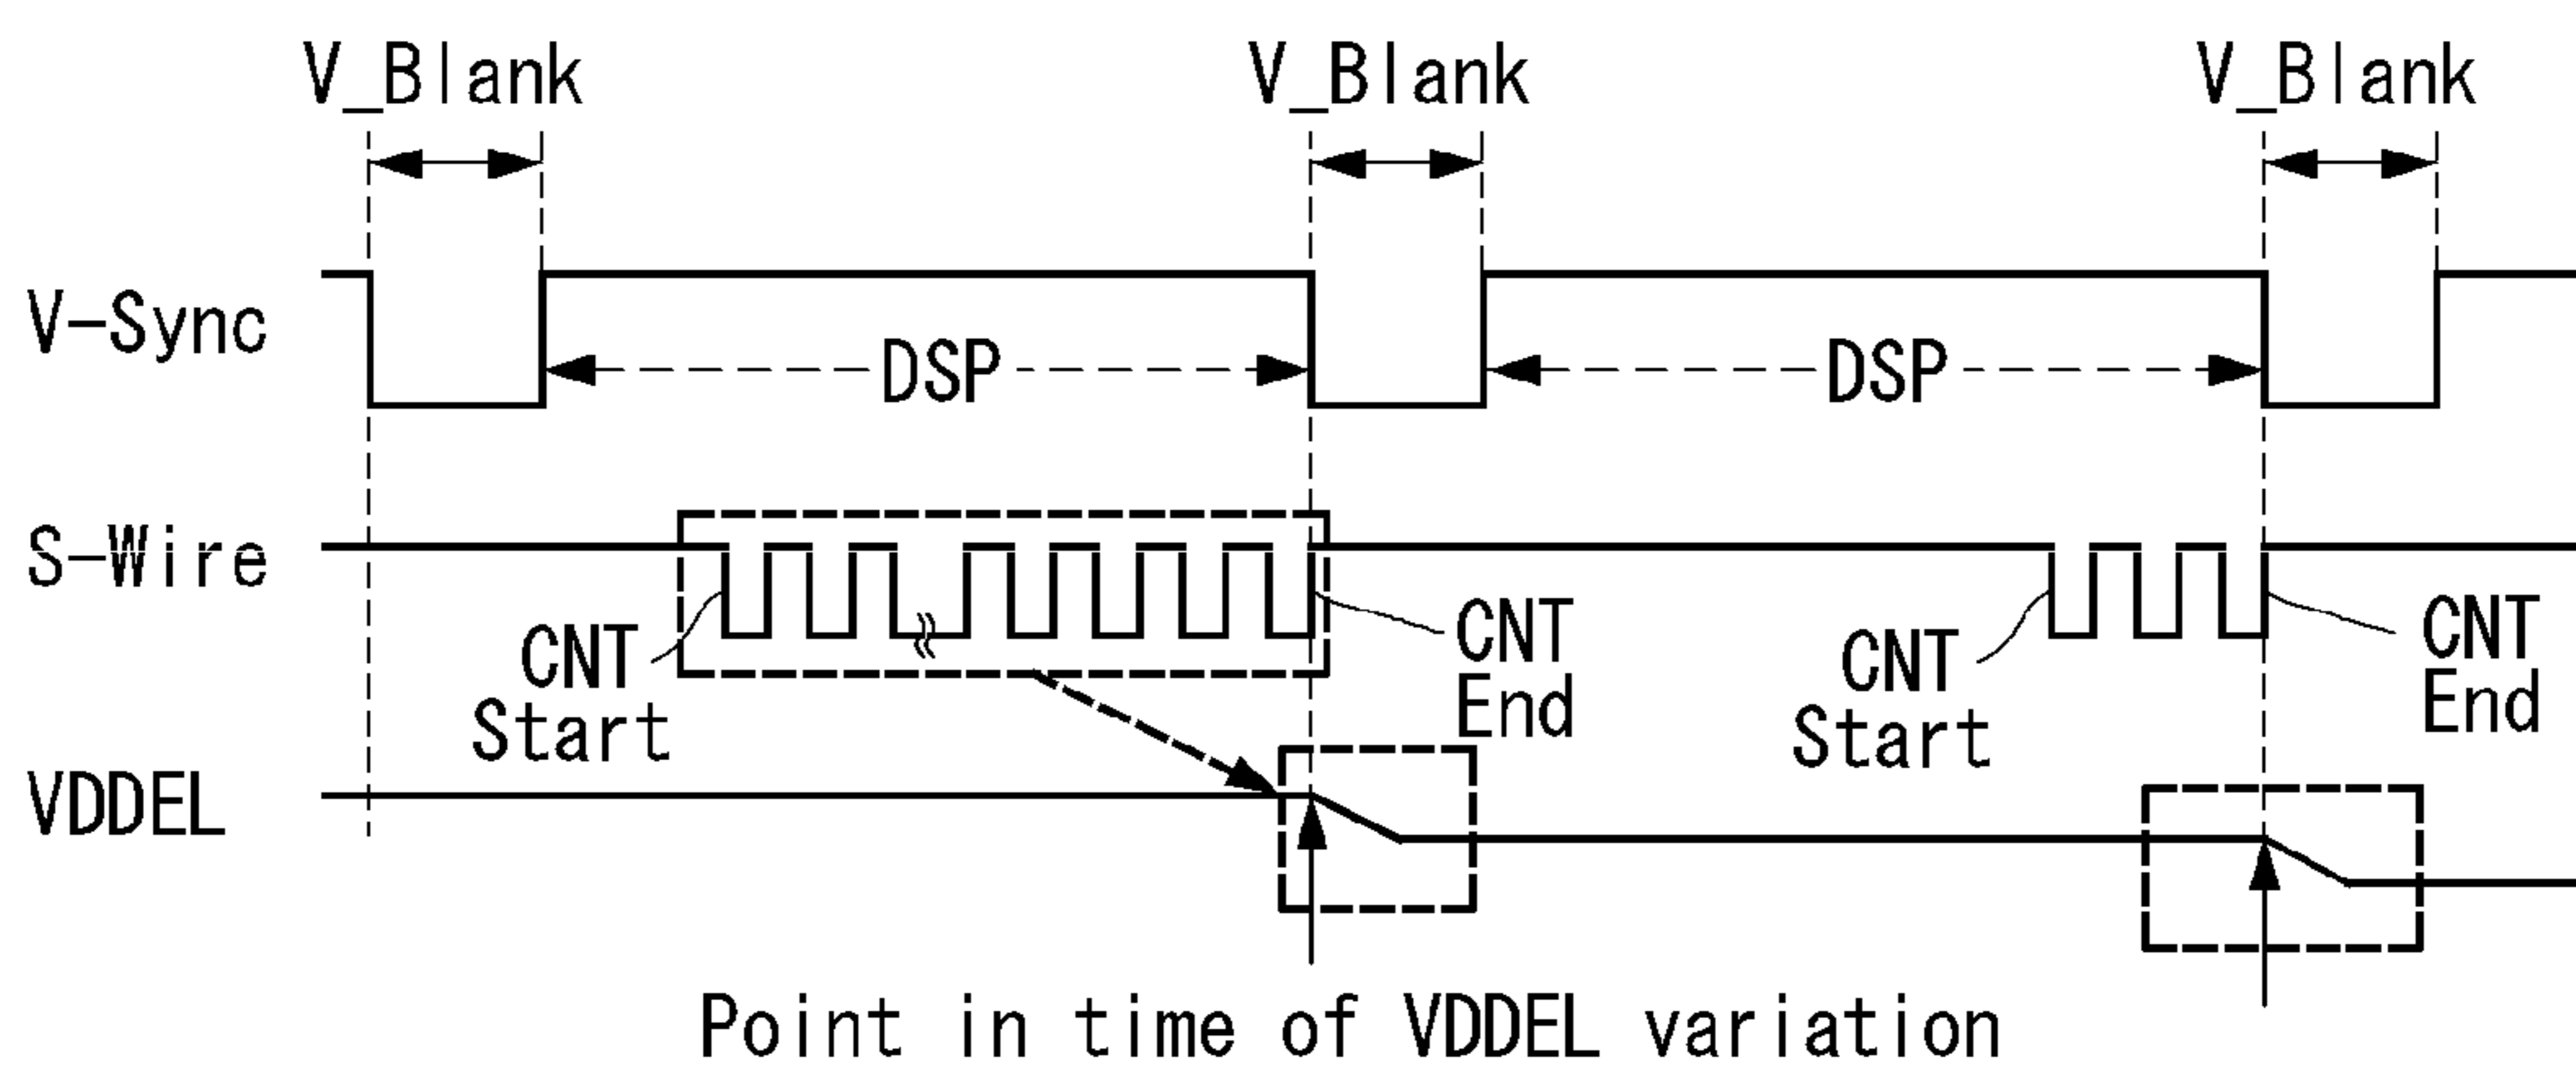 V_Blank V_Blank V_Blank
V-Sync
DSP DSP
S-Wire
CNT
Start
CNT
End
CNT
Start
CNT
End
VDDEL
Point in time of VDDEL variation